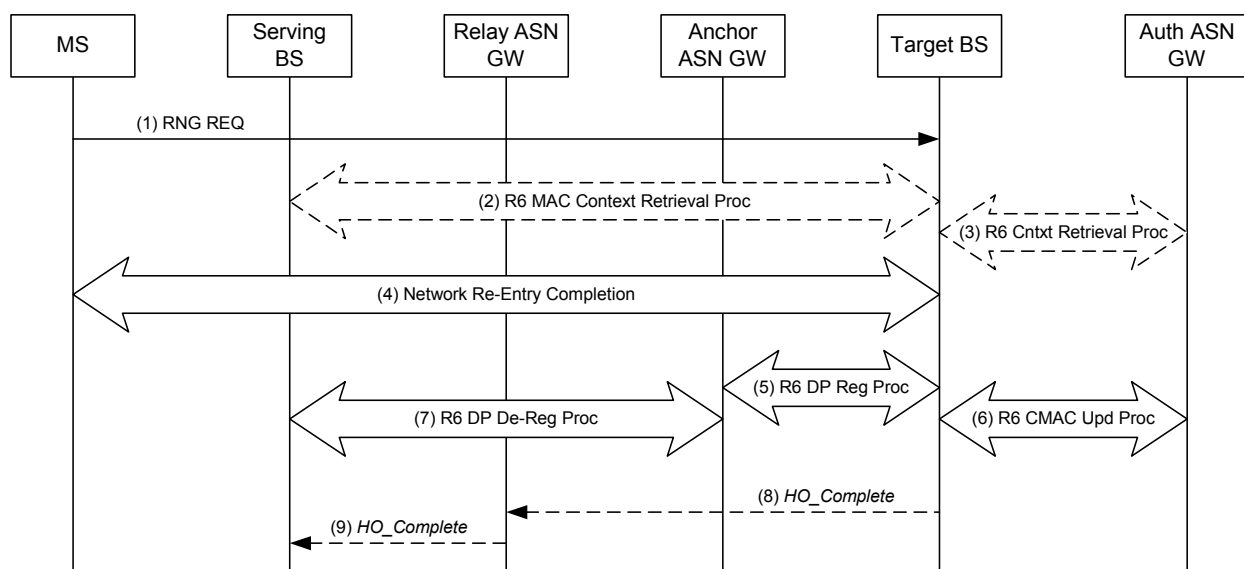 MS
Serving
BS
Relay ASN
GW
Anchor
ASN GW
Target BS
Auth ASN
GW
(1) RNG REQ
(2) R6 MAC Context Retrieval Proc
(3) R6 Cntxt Retrieval Proc
(4) Network Re-Entry Completion
(5) R6 DP Reg Proc
(7) R6 DP De-Reg Proc
(6) R6 CMAC Upd Proc
(8) HO_Complete
(9) HO_Complete